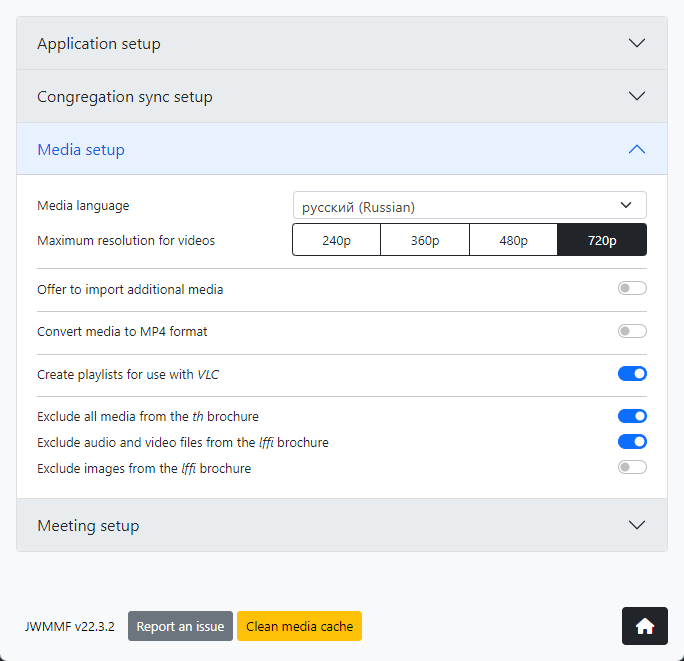 Application setup
Congregation sync setup
Media setup
Media language
русский (Russian)
Maximum resolution for videos
240p 360p 480p 720p
Offer to import additional media
Convert media to MP4 format
Create playlists for use with VLC
Exclude all media from the th brochure
Exclude audio and video files from the lffi brochure
Exclude images from the lffi brochure
Meeting setup
JWMMF v22.3.2 Report an issue Clean media cache